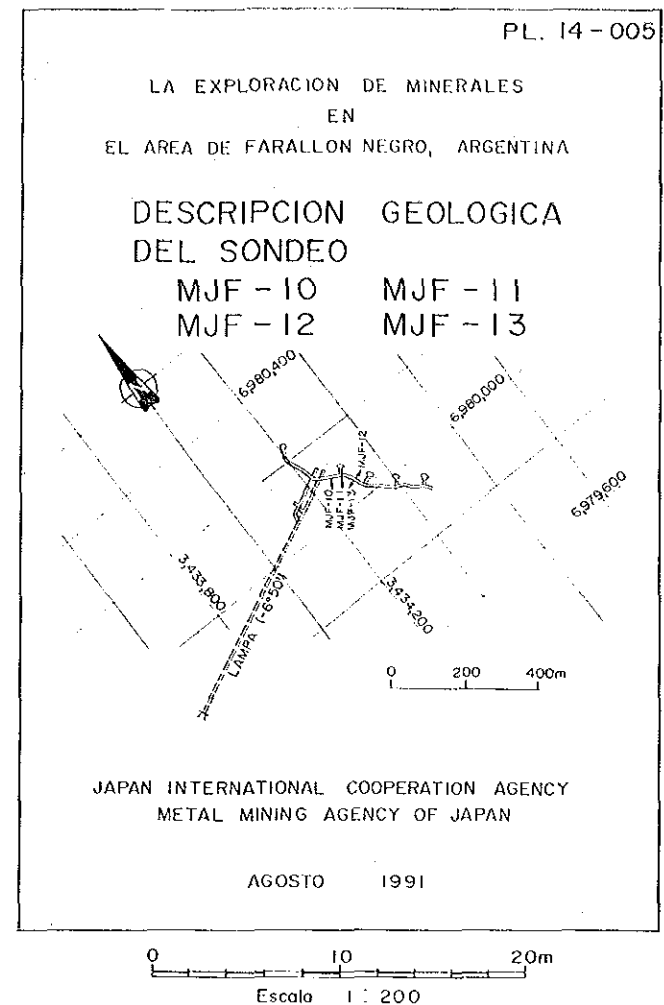 PL. 14-005
LA EXPLORACION DE MINERALES
EN
EL AREA DE FARALLON NEGRO, ARGENTINA
DESCRIPCION GEOLOGICA
DEL SONDEO
MJF-10 MJF-11
MJF-12 MJF-13
6,980,400
6,980,000
6,979,600
MJF-12
MJF-10
MJF-11
MJF-13
3,433,800
3,434,200
LAMPA (-6°50')
0 200 400m
JAPAN INTERNATIONAL COOPERATION AGENCY
METAL MINING AGENCY OF JAPAN
AGOSTO 1991
0 10 20m
Escala 1:200